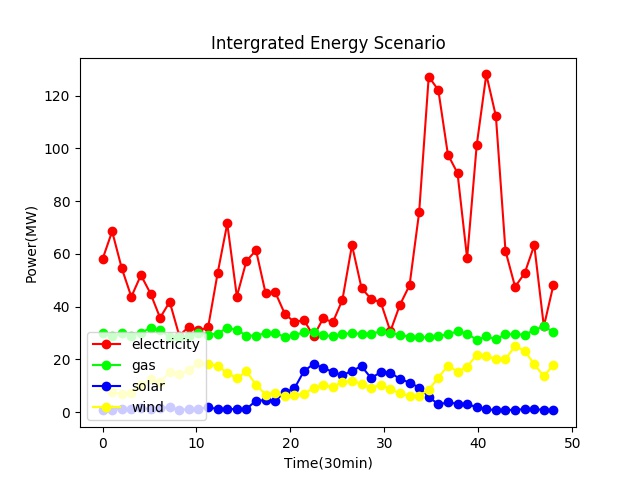 Intergrated Energy Scenario
Power(MW)
120
100
80
60
40
20
0
electricity
gas
solar
wind
0 10 20 30 40 50
Time(30min)